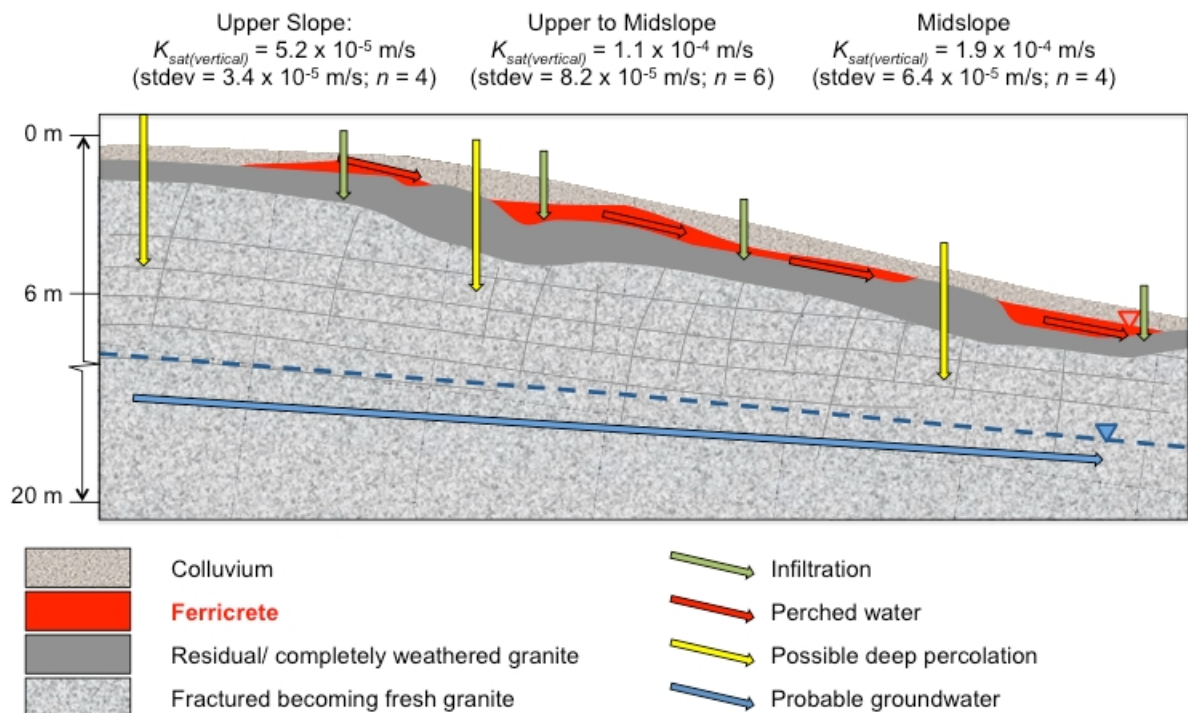 Upper Slope:
K_sat(vertical) = 5.2 x 10⁻⁵ m/s
(stdev = 3.4 x 10⁻⁵ m/s; n = 4)
Upper to Midslope
K_sat(vertical) = 1.1 x 10⁻⁴ m/s
(stdev = 8.2 x 10⁻⁵ m/s; n = 6)
Midslope
K_sat(vertical) = 1.9 x 10⁻⁴ m/s
(stdev = 6.4 x 10⁻⁵ m/s; n = 4)
0 m
6 m
20 m
Colluvium
Ferricrete
Residual/ completely weathered granite
Fractured becoming fresh granite
Infiltration
Perched water
Possible deep percolation
Probable groundwater